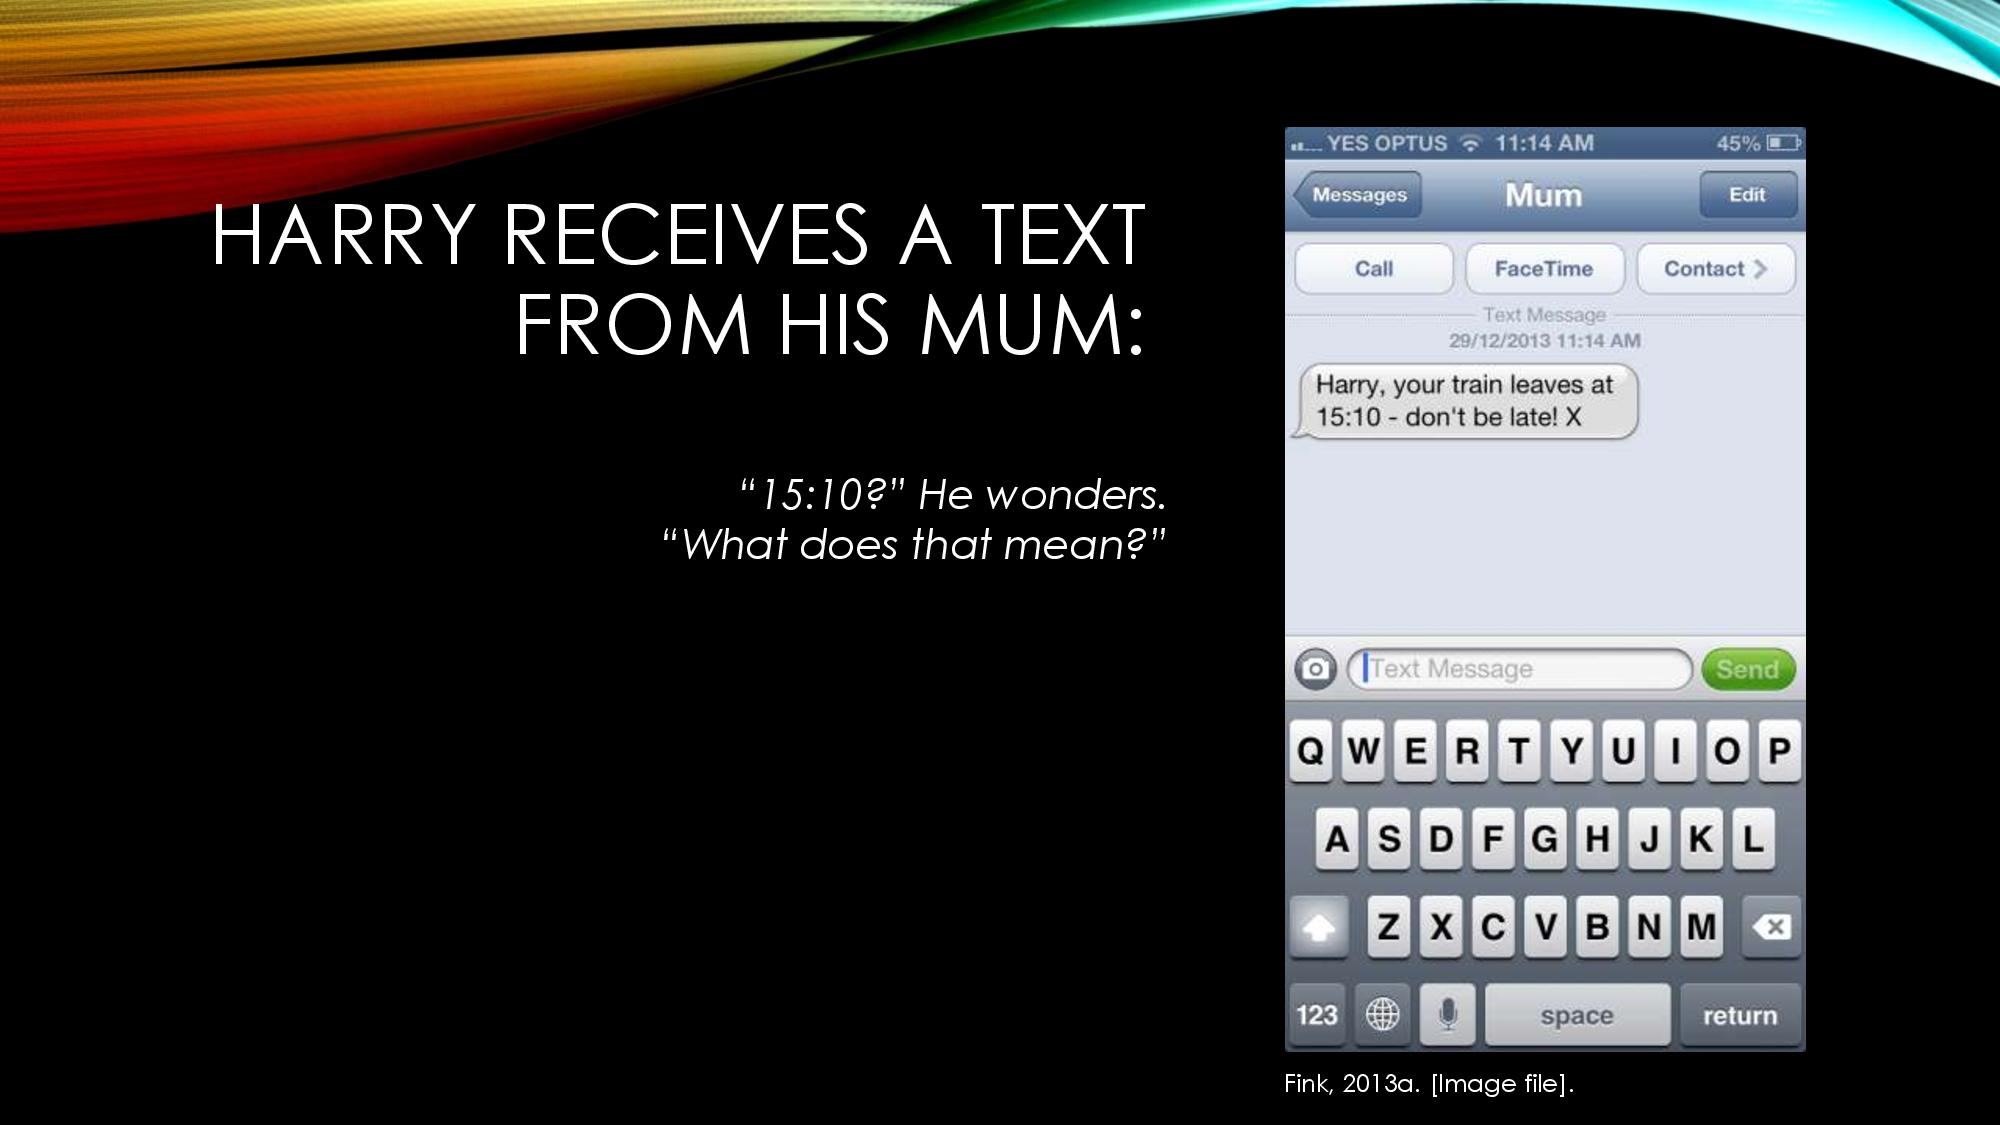 HARRY RECEIVES A TEXT
FROM HIS MUM:
“15:10?” He wonders.
“What does that mean?”
YES OPTUS 11:14 AM 45%
Messages Mum Edit
Call FaceTime Contact
Text Message
29/12/2013 11:14 AM
Harry, your train leaves at
15:10 - don't be late! X
Text Message Send
Q W E R T Y U I O P
A S D F G H J K L
Z X C V B N M
123 space return
Fink, 2013a. [Image file].